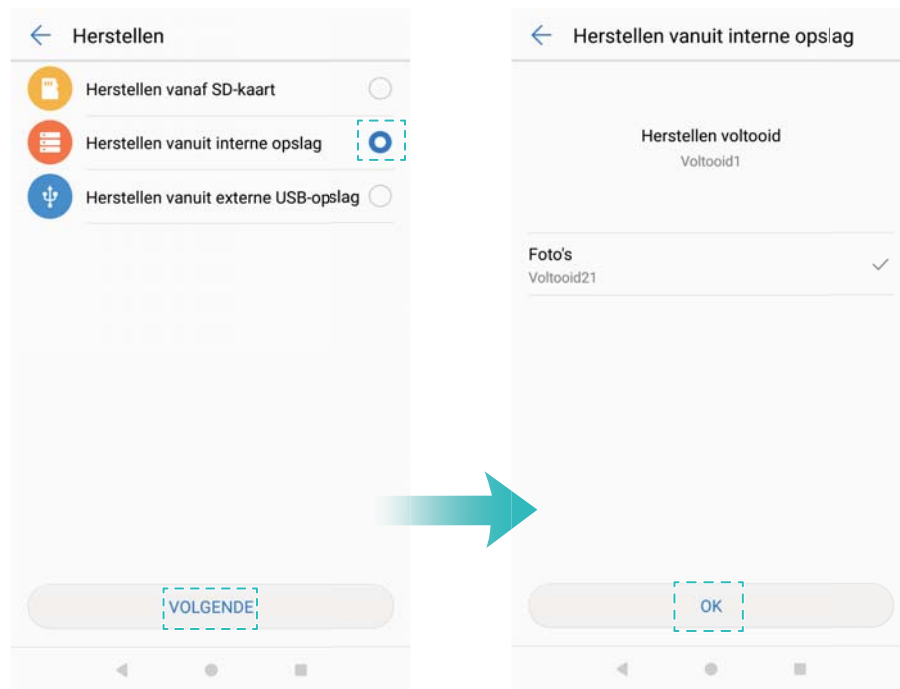 Herstellen
Herstellen vanaf SD-kaart
Herstellen vanuit interne opslag
Herstellen vanuit externe USB-opslag
VOLGENDE
Herstellen vanuit interne opslag
Herstellen voltooid
Voltooid1
Foto's
Voltooid21
OK